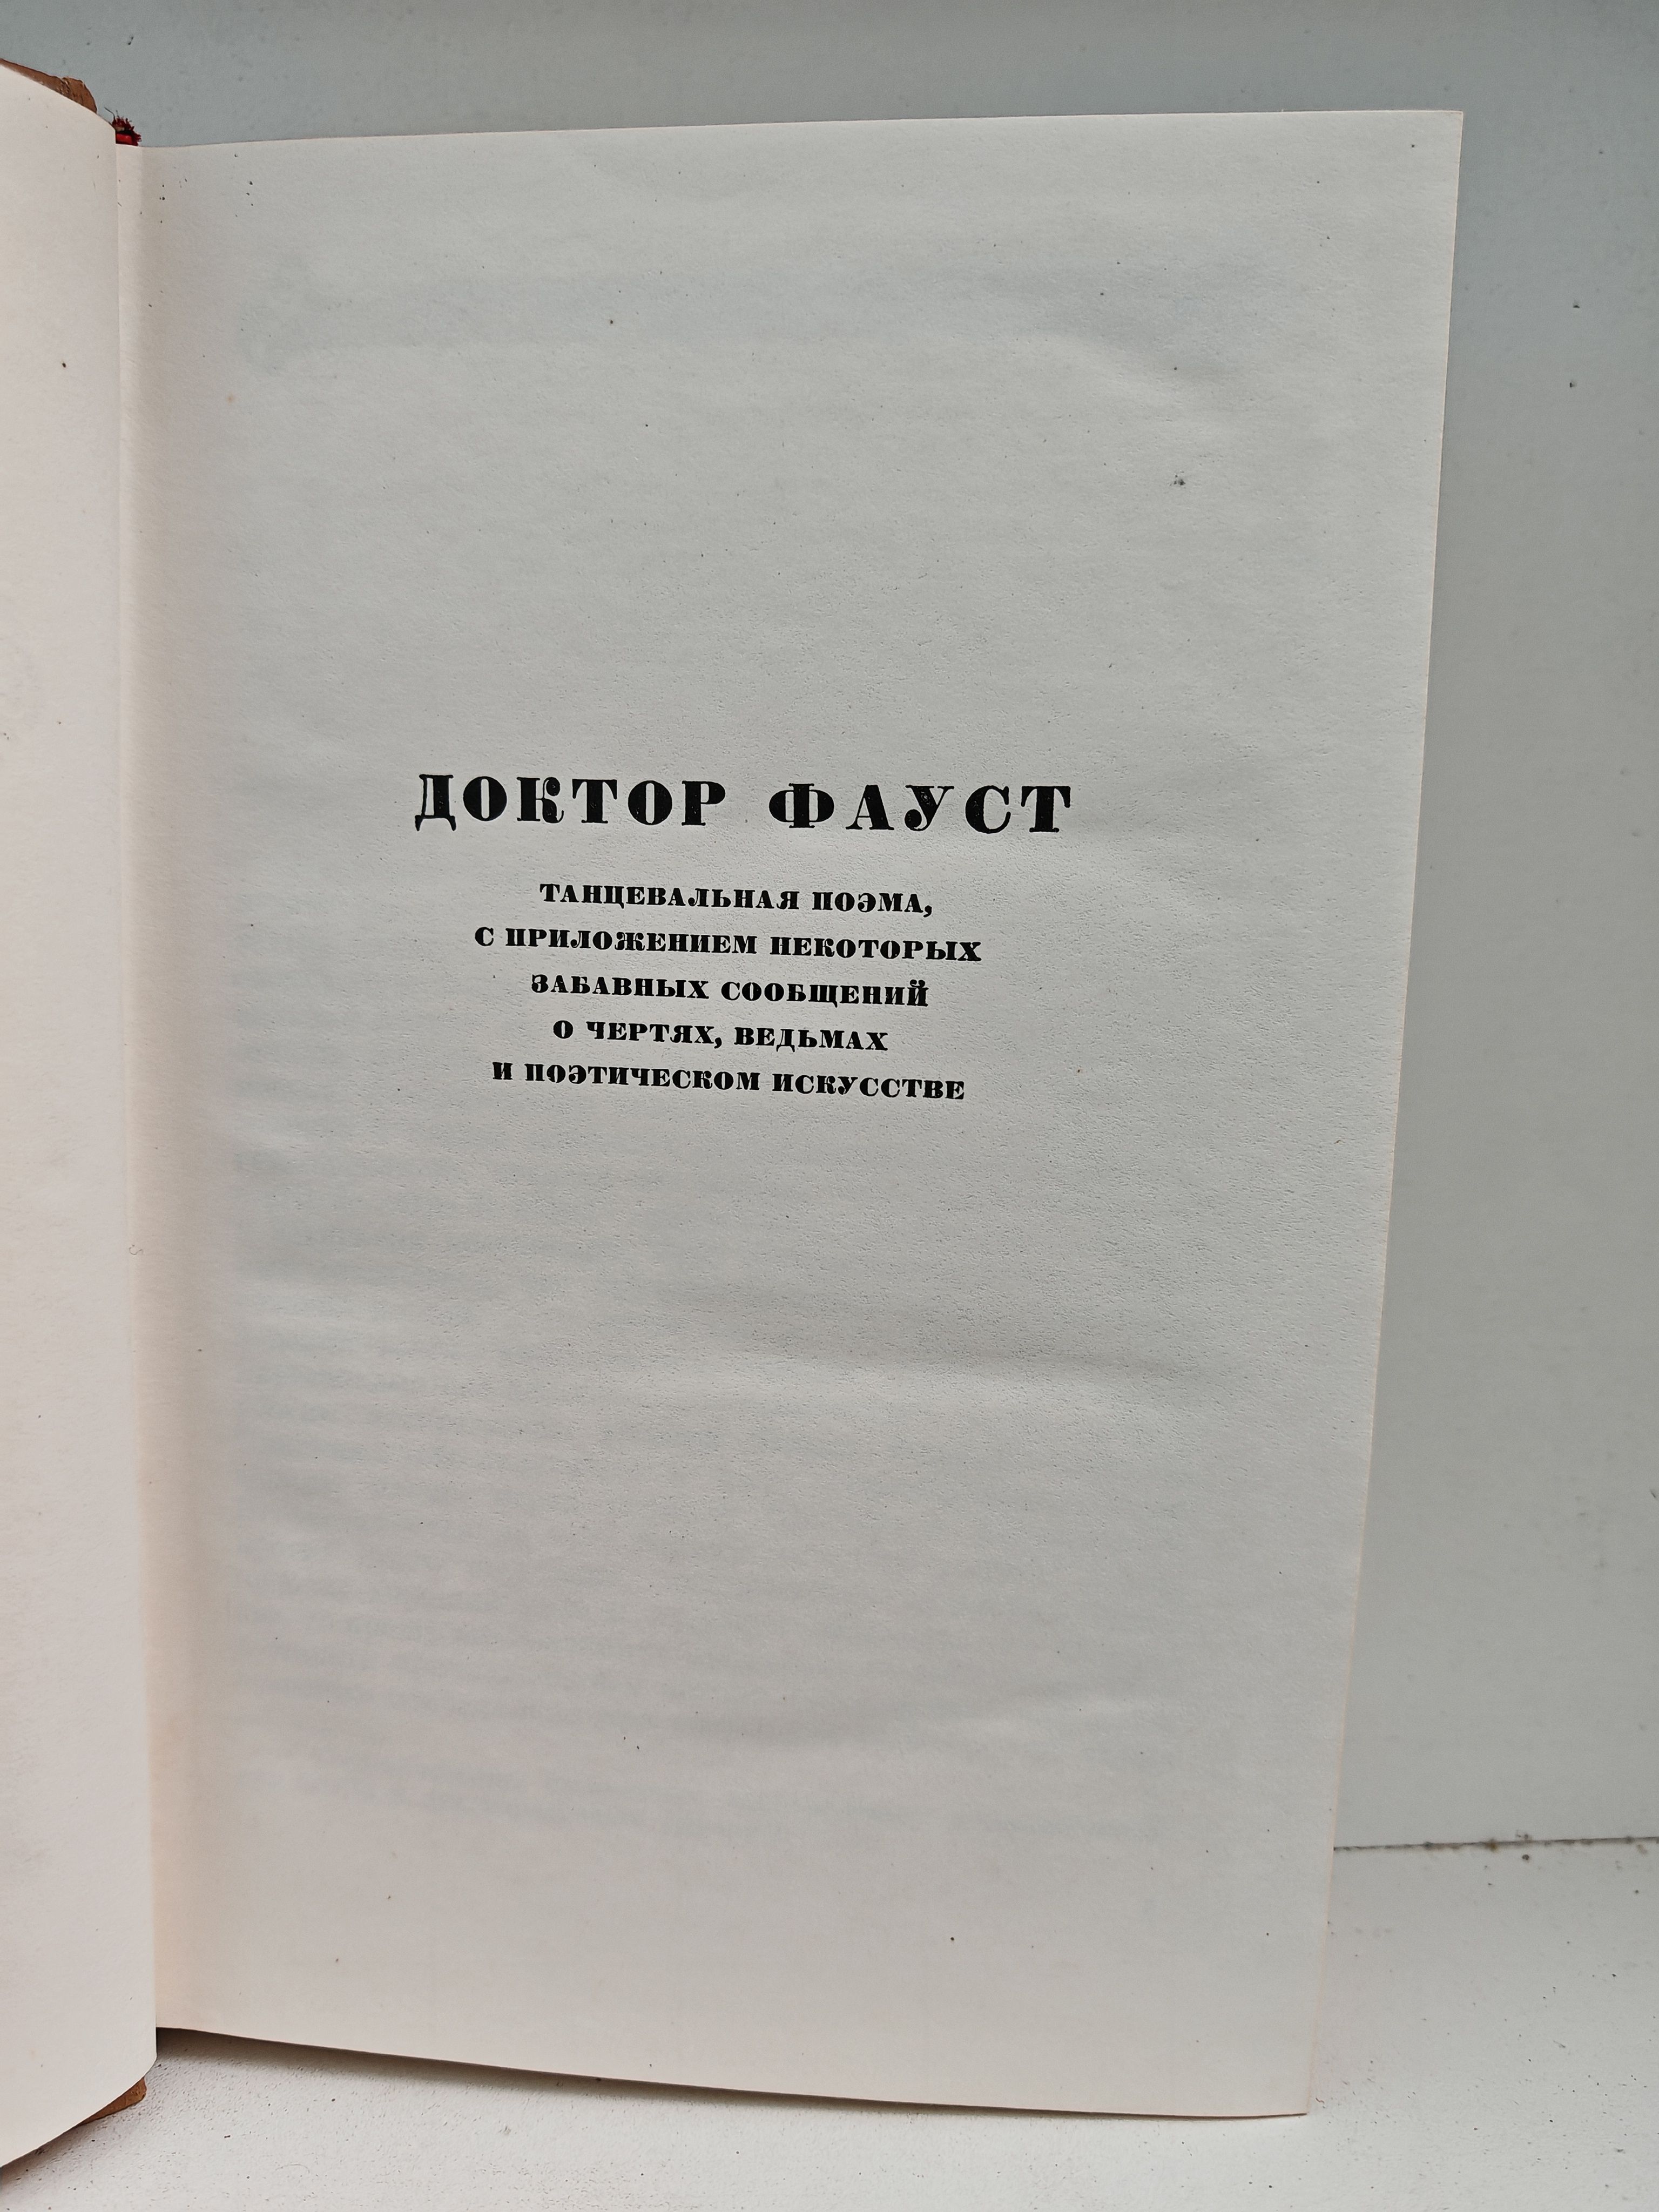 ДОКТОР ФАУСТ
ТАНЦЕВАЛЬНАЯ ПОЭМА,
С ПРИЛОЖЕНИЕМ НЕКОТОРЫХ
ЗАБАВНЫХ СООБЩЕНИЙ
О ЧЕРТЯХ, ВЕДЬМАХ
И ПОЭТИЧЕСКОМ ИСКУССТВЕ